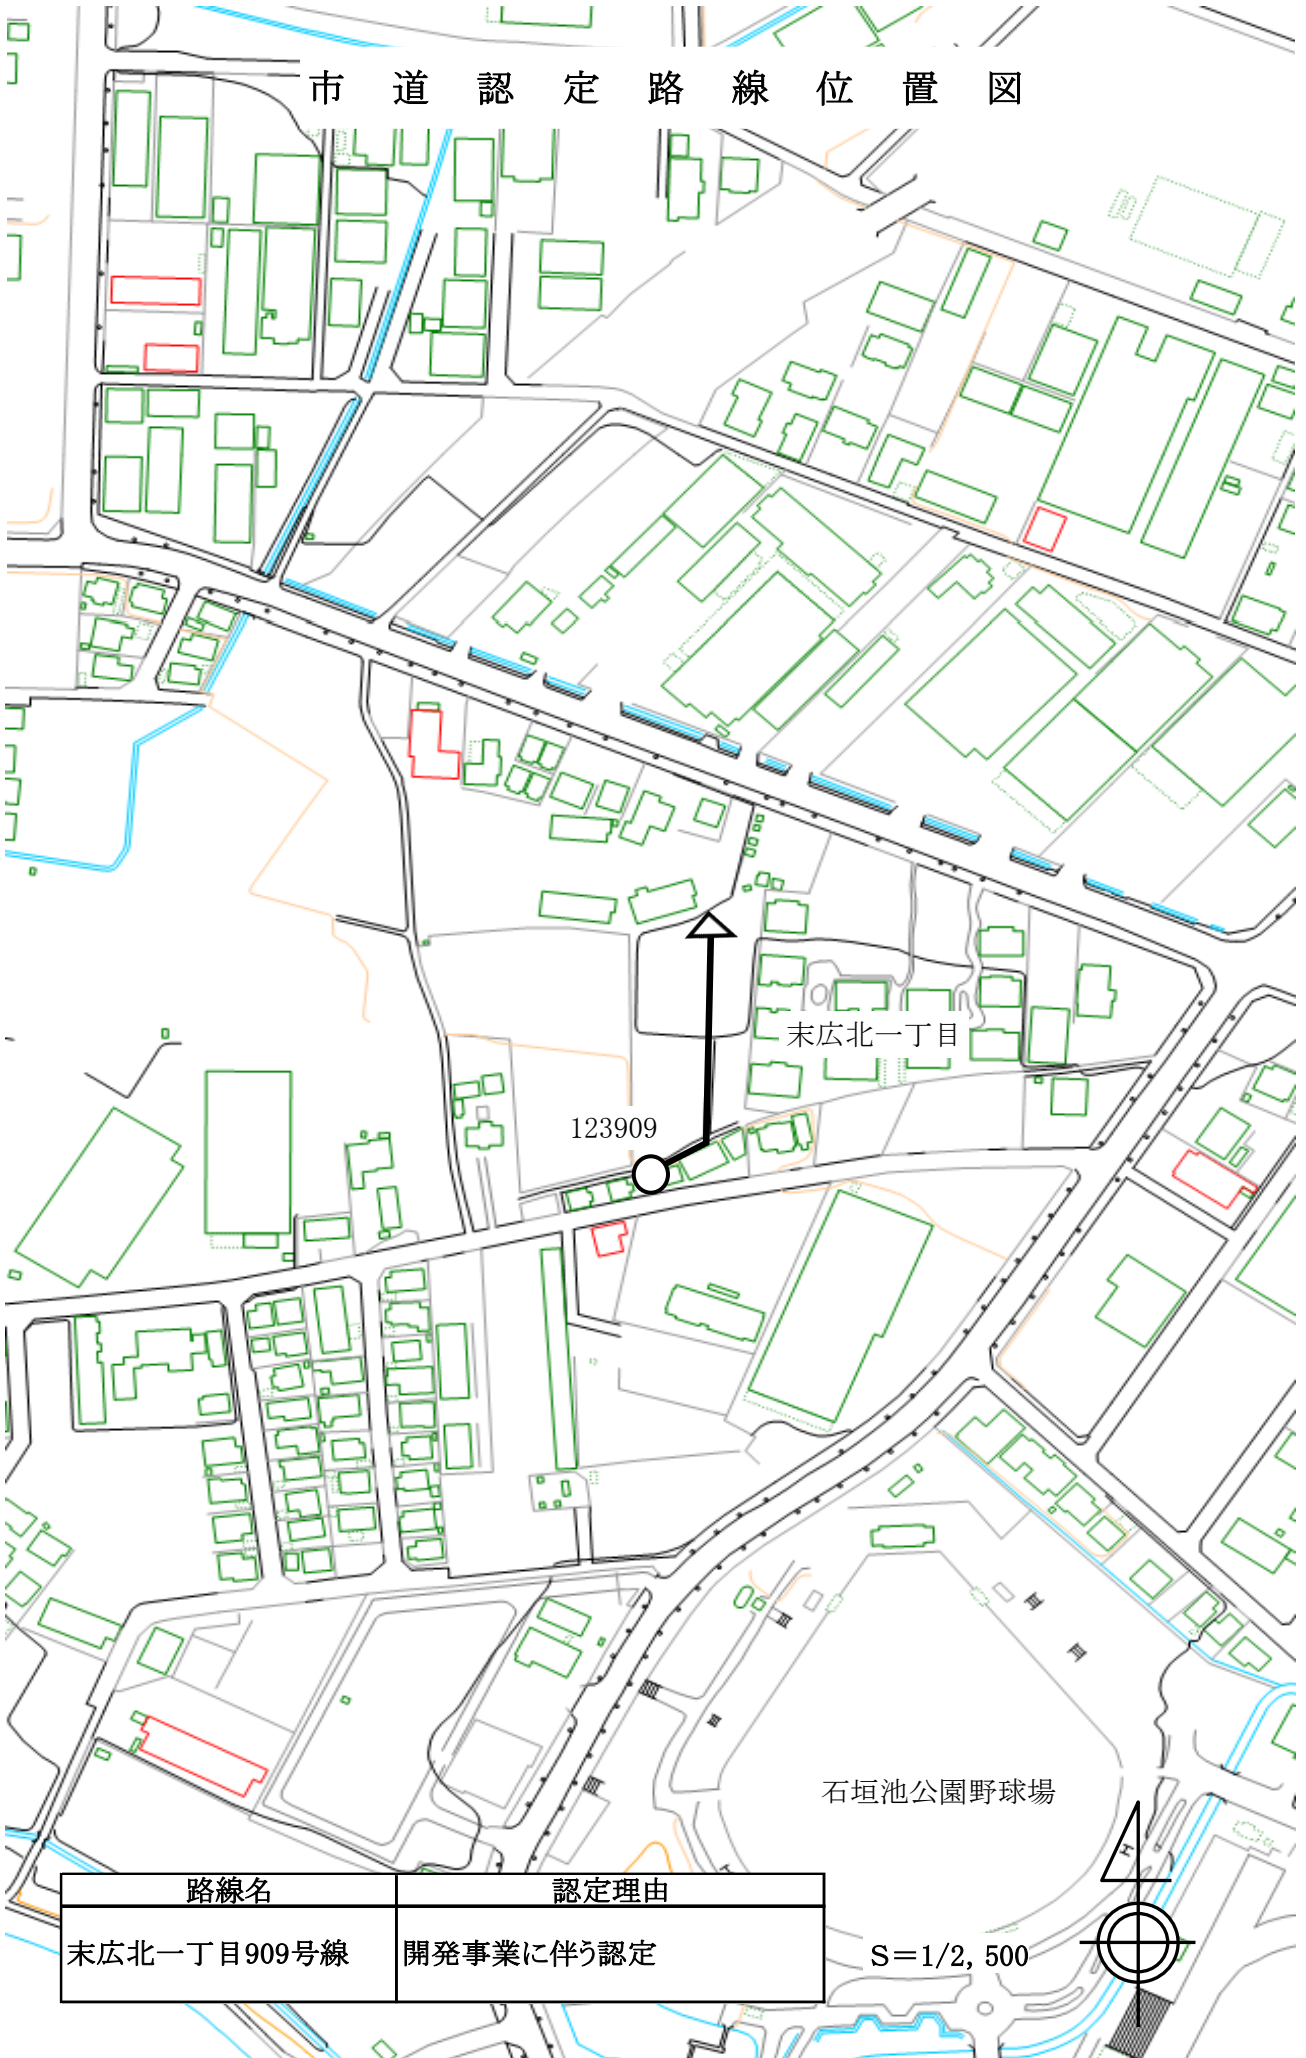 市道認定路線位置図
末広北一丁目
123909
石垣池公園野球場
路線名 認定理由
末広北一丁目909号線 開発事業に伴う認定
S=1/2,500